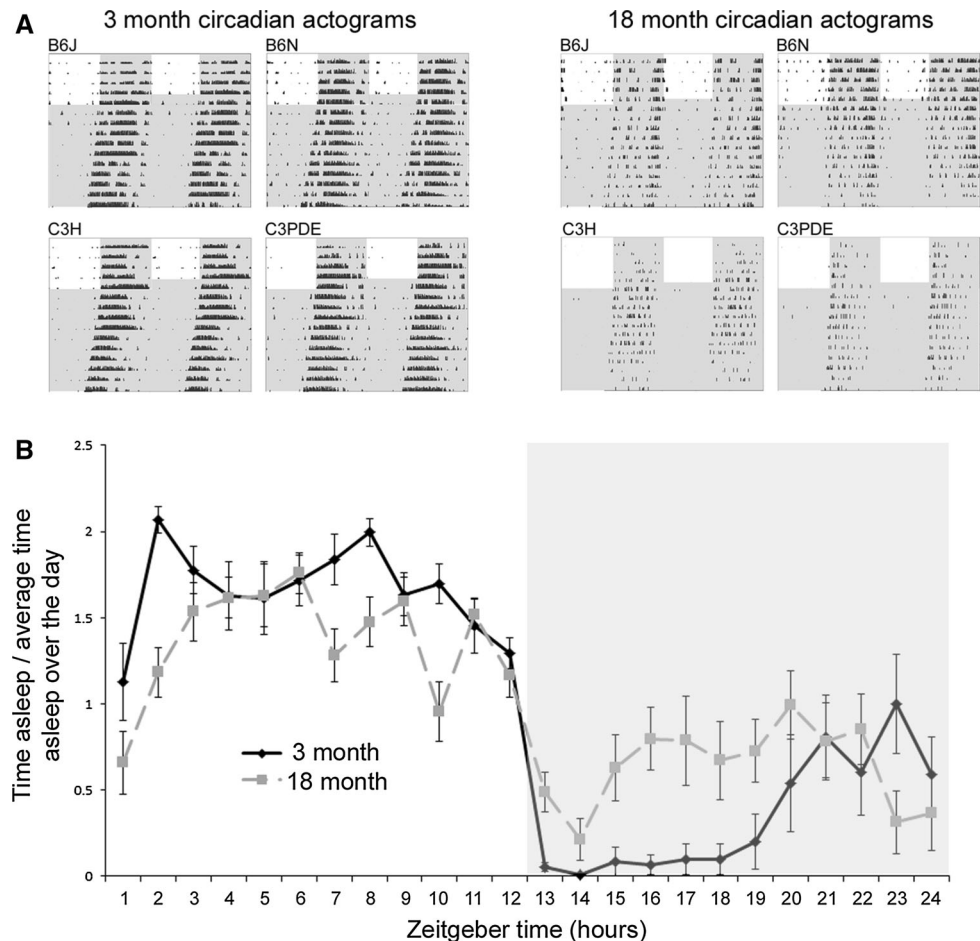 A
3 month circadian actograms
18 month circadian actograms
B6J
B6N
B6J
B6N
C3H
C3PDE
C3H
C3PDE
B
Time asleep / average time
asleep over the day
2.5
2
1.5
1
0.5
0
3 month
18 month
1 2 3 4 5 6 7 8 9 10 11 12 13 14 15 16 17 18 19 20 21 22 23 24
Zeitgeber time (hours)